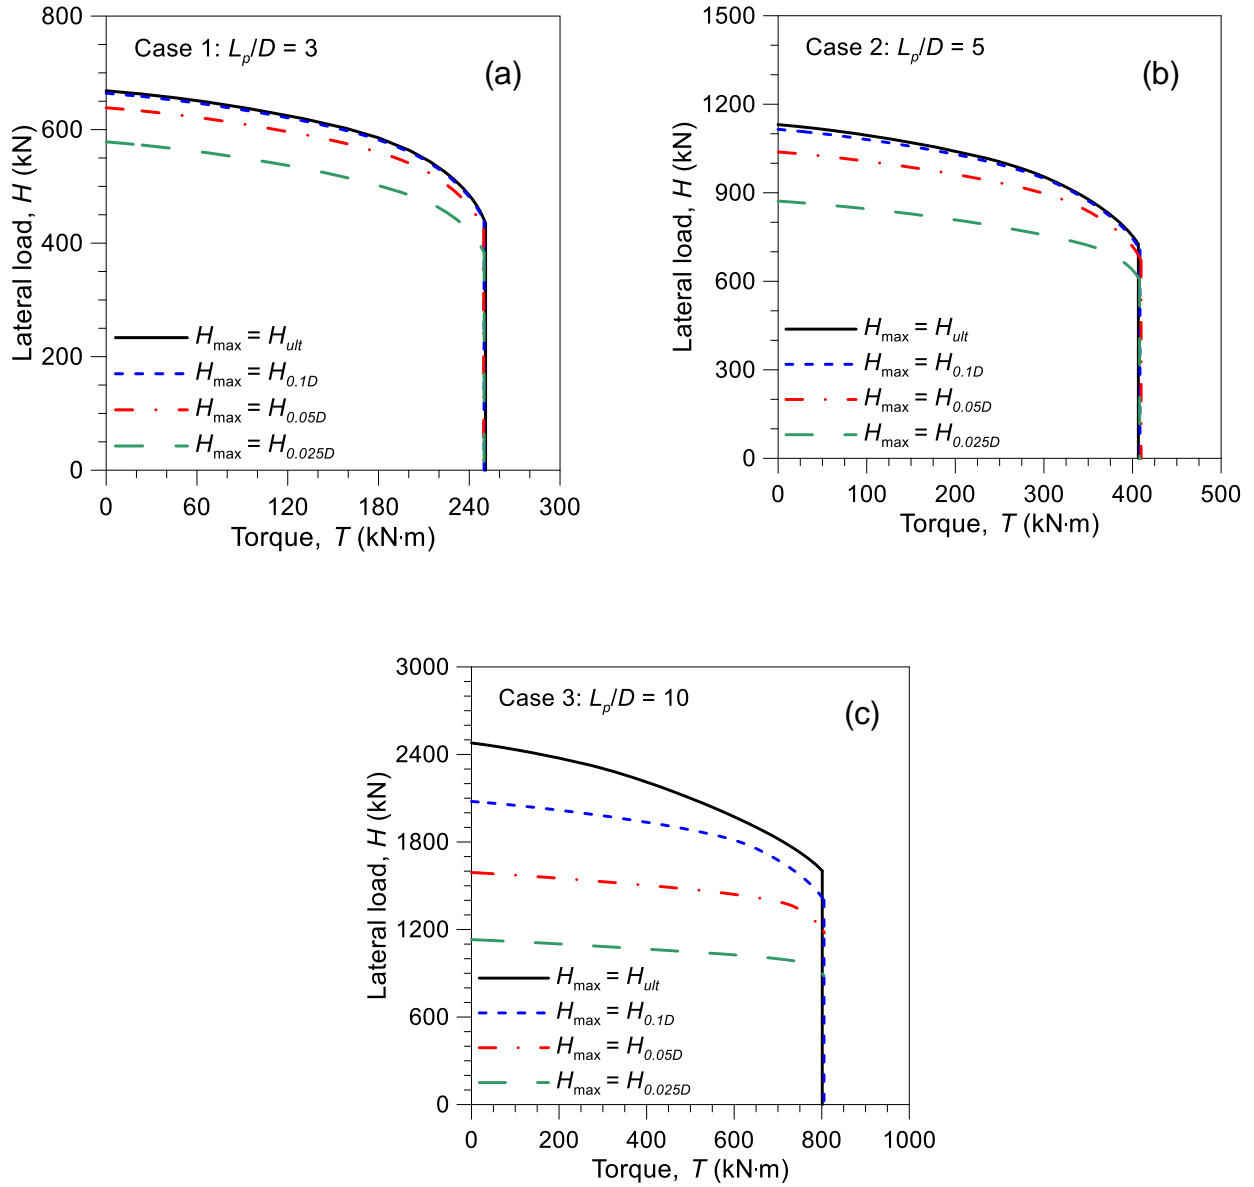 Case 1: Lp/D = 3
(a)
Lateral load, H (kN)
800
600
400
200
0
Hmax = Hult
Hmax = H0.1D
Hmax = H0.05D
Hmax = H0.025D
0 60 120 180 240 300
Torque, T (kN·m)
Case 2: Lp/D = 5
(b)
Lateral load, H (kN)
1500
1200
900
600
300
0
Hmax = Hult
Hmax = H0.1D
Hmax = H0.05D
Hmax = H0.025D
0 100 200 300 400 500
Torque, T (kN·m)
Case 3: Lp/D = 10
(c)
Lateral load, H (kN)
3000
2400
1800
1200
600
0
Hmax = Hult
Hmax = H0.1D
Hmax = H0.05D
Hmax = H0.025D
0 200 400 600 800 1000
Torque, T (kN·m)